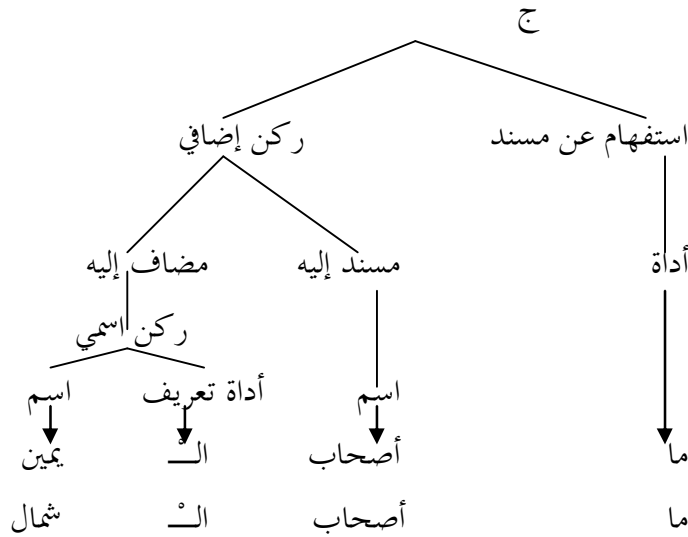 ج
استفهام عن مسند ركن إضافي
أداة مسند إليه مضاف إليه
ركن اسمي
اسم أداة تعريف اسم
ما أصحاب الـْ يمين
ما أصحاب الـْ شمال